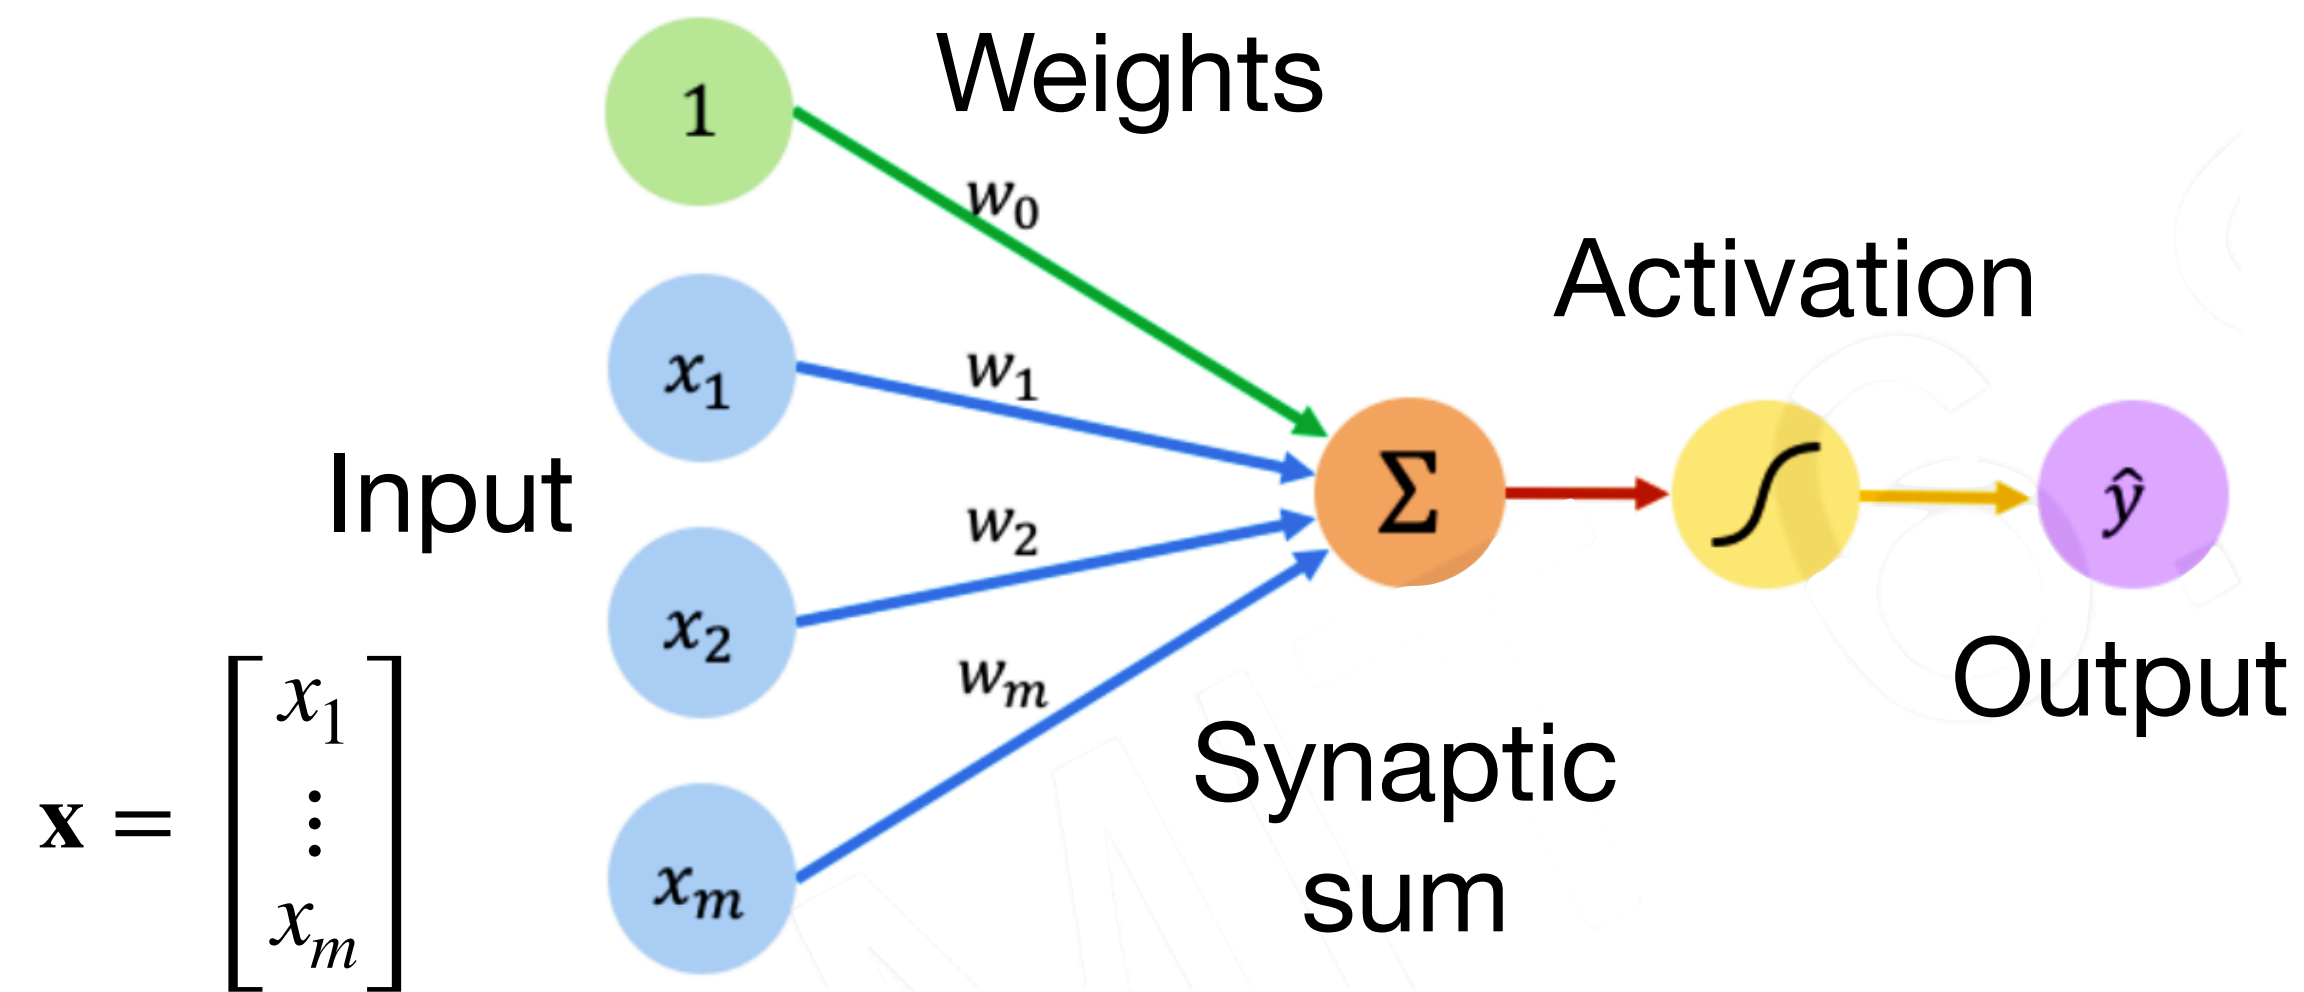 Weights
1
w₀
Activation
x₁
w₁
Input
Σ
ŷ
w₂
x₂
wₘ
Output
Synaptic
sum
xₘ
x = [ x₁
⋮
xₘ ]